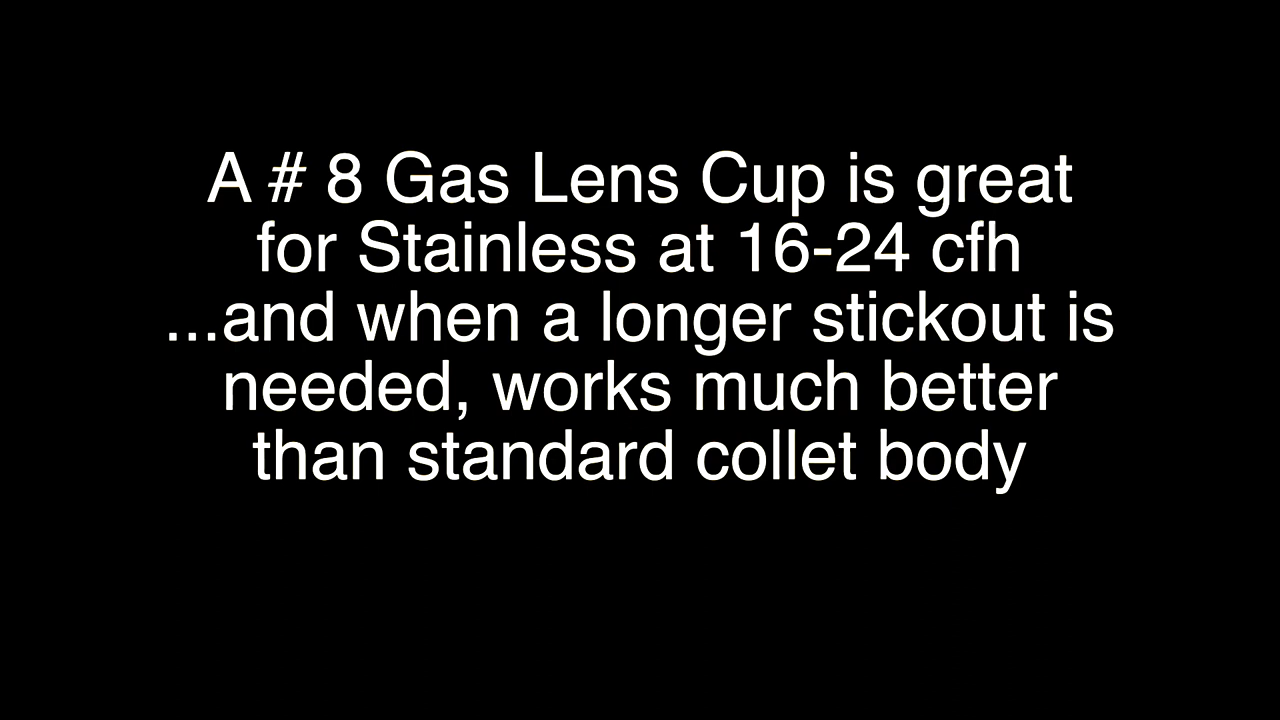 A # 8 Gas Lens Cup is great
for Stainless at 16-24 cfh
...and when a longer stickout is
needed, works much better
than standard collet body